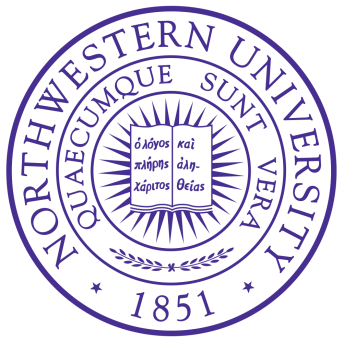 NORTHWESTERN UNIVERSITY
QUAECUMQUE SUNT VERA
ὁ λόγος
πλήρης
χάριτος
καὶ
ἀλη-
θείας
1851